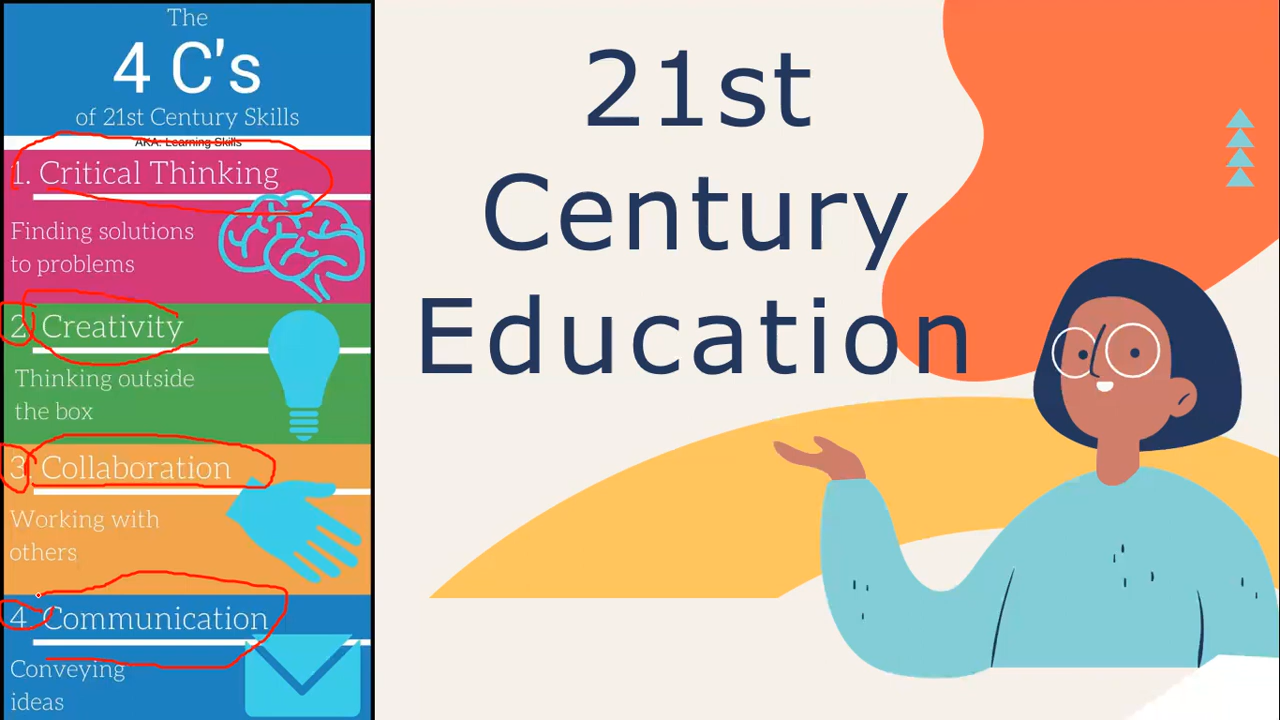 The
4 C's
of 21st Century Skills
AKA: Learning Skills
1. Critical Thinking
Finding solutions
to problems
2. Creativity
Thinking outside
the box
3. Collaboration
Working with
others
4. Communication
Conveying
ideas
21st
Century
Education